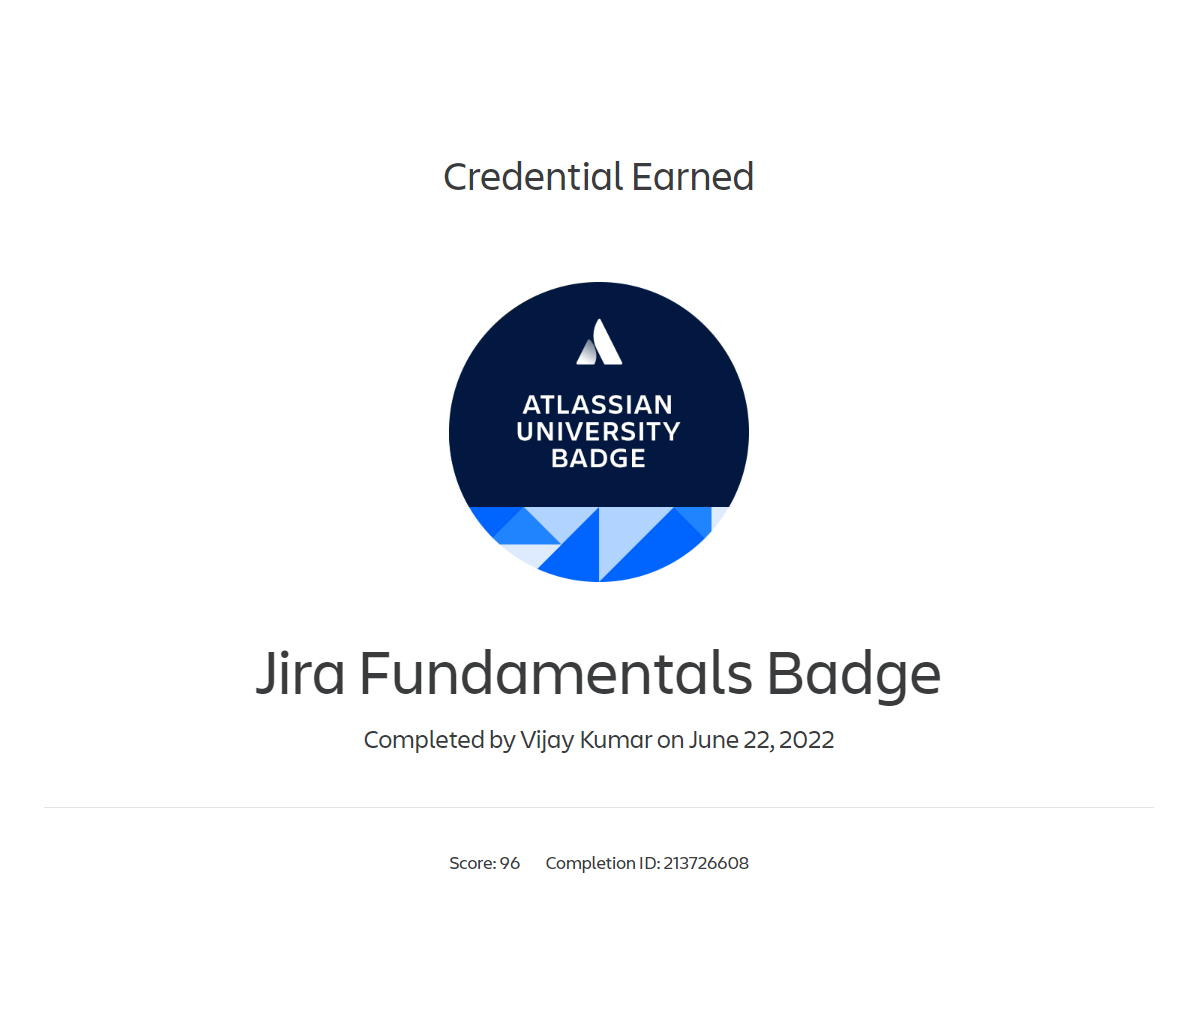 Credential Earned
ATLASSIAN
UNIVERSITY
BADGE
Jira Fundamentals Badge
Completed by Vijay Kumar on June 22, 2022
Score: 96 Completion ID: 213726608